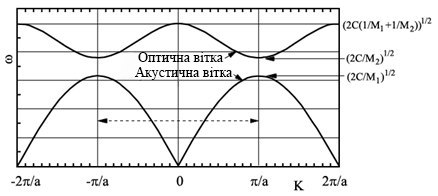 (2C(1/M₁+1/M₂))^1/2
Оптична вітка
(2C/M₂)^1/2
Акустична вітка
(2C/M₁)^1/2
ω
-2π/a -π/a 0 π/a 2π/a
K